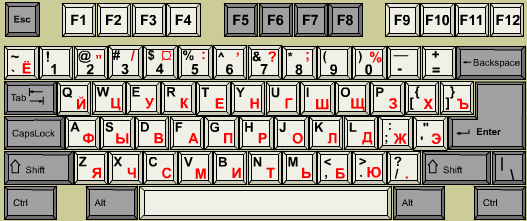 Esc F1 F2 F3 F4 F5 F6 F7 F8 F9 F10 F11 F12
~ ` Ё ! 1 @ " 2 # / 3 $ ¤ 4 % : 5 ^ , 6 & ? 7 * ; 8 ( 9 ) % 0 — - + = Backspace
Tab Q Й W Ц E У R К T Е Y Н U Г I Ш O Щ P З { [ Х } ] Ъ
CapsLock A Ф S Ы D В F А G П H Р J О K Л L Д : ; Ж " ' Э Enter
Shift Z Я X Ч C С V М B И N Т M Ь < , Б > . Ю ? / . Shift | \
Ctrl Alt Alt Ctrl